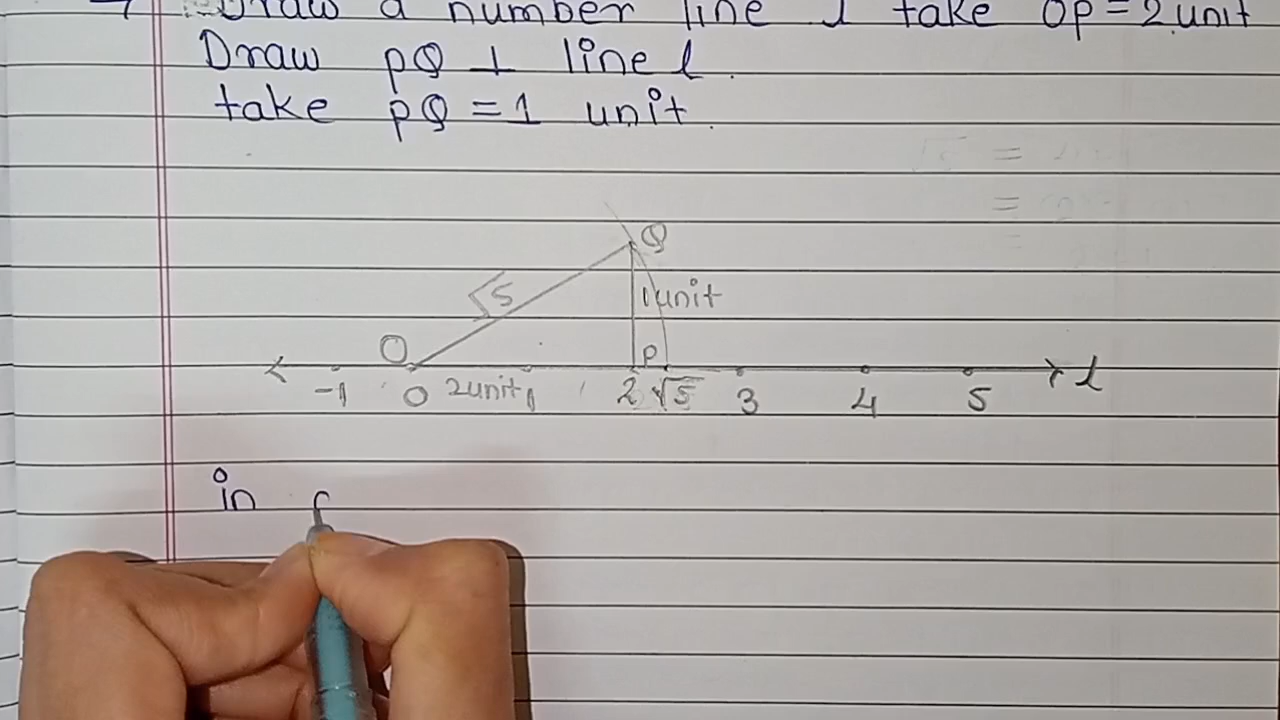 Draw a number line l take OP = 2 unit
Draw PQ ⊥ line l.
take PQ = 1 unit.
Q
√5
1unit
O
P
l
-1 0 2unit 1 2 √5 3 4 5
in